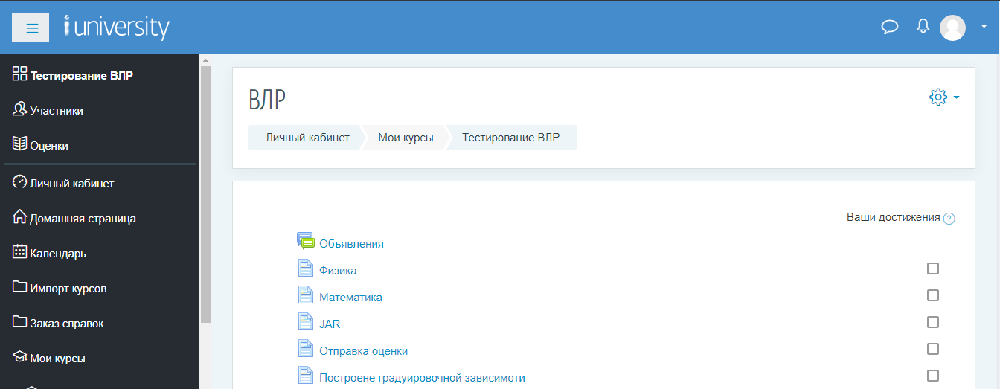 i university
Тестирование ВЛР
Участники
Оценки
Личный кабинет
Домашняя страница
Календарь
Импорт курсов
Заказ справок
Мои курсы
ВЛР
Личный кабинет Мои курсы Тестирование ВЛР
Ваши достижения ?
Объявления
Физика
Математика
JAR
Отправка оценки
Построене градуировочной зависимоти